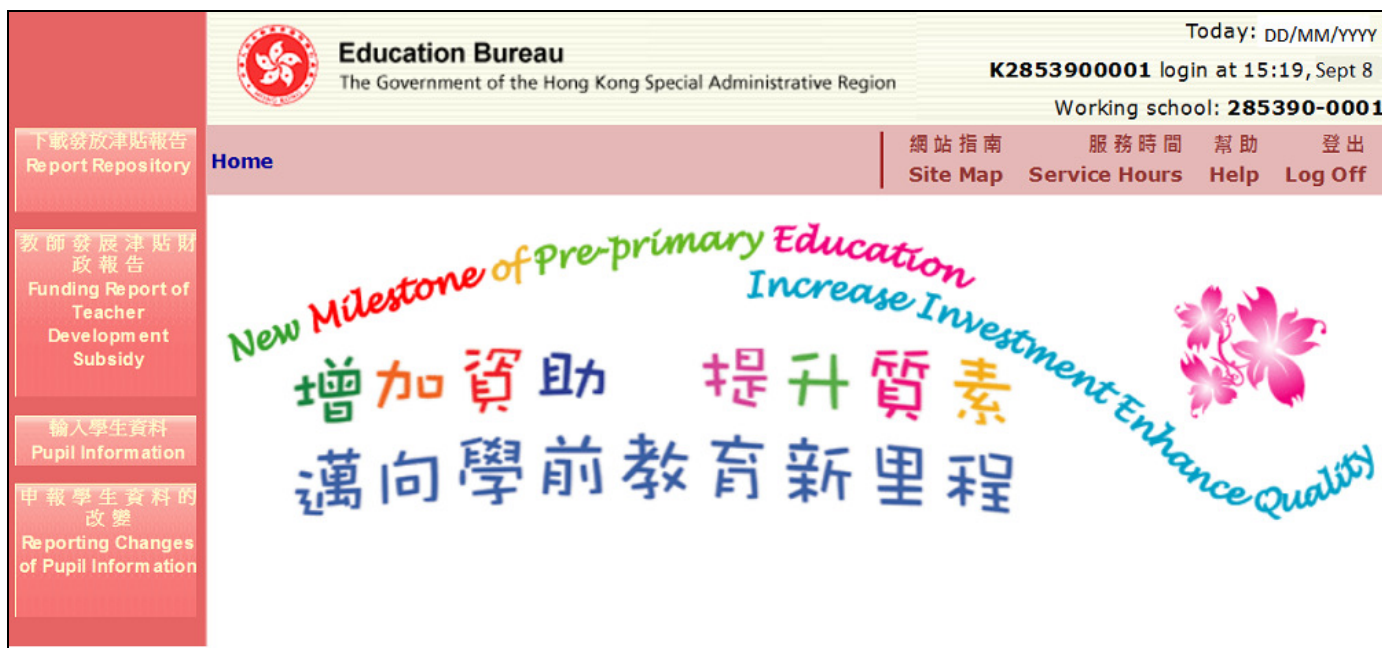 Education Bureau
The Government of the Hong Kong Special Administrative Region
Today: DD/MM/YYYY
K2853900001 login at 15:19, Sept 8
Working school: 285390-0001
Home
網站指南
Site Map
服務時間
Service Hours
幫助
Help
登出
Log Off
下載發放津貼報告
Report Repository
教師發展津貼財
政報告
Funding Report of
Teacher
Development
Subsidy
輸入學生資料
Pupil Information
申報學生資料的
改變
Reporting Changes
of Pupil Information
New Milestone of Pre-primary Education
Increase Investment Enhance Quality
增加資助 提升質素
邁向學前教育新里程